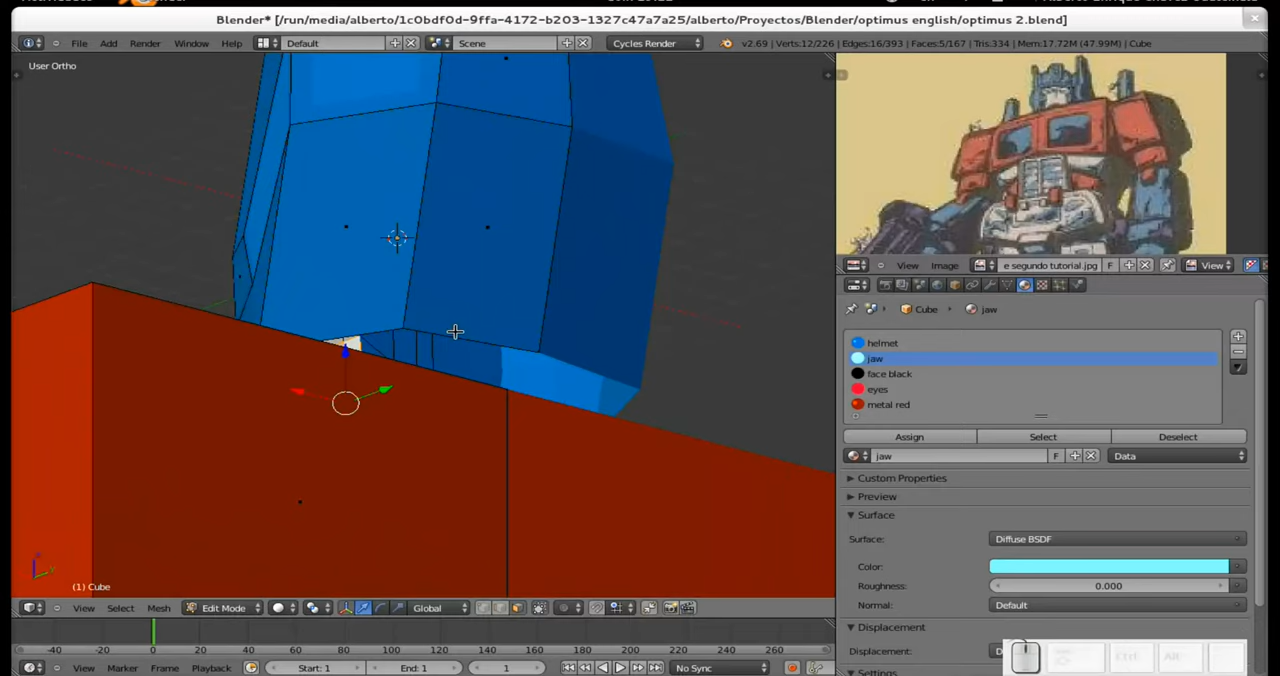 Blender* [/run/media/alberto/1c0bdf0d-9ffa-4172-b203-1327c47a7a25/alberto/Proyectos/Blender/optimus english/optimus 2.blend]
File Add Render Window Help Default Scene Cycles Render v2.69 | Verts:12/226 | Edges:16/393 | Faces:5/167 | Tris:334 | Mem:17.72M (47.99M) | Cube
User Ortho
View Image e segundo tutorial.jpg F View
Cube jaw
helmet
jaw
face black
eyes
metal red
Assign Select Deselect
jaw F Data
Custom Properties
Preview
Surface
Surface: Diffuse BSDF
Color:
Roughness: 0.000
Normal: Default
Displacement
Displacement:
Settings
(1) Cube
View Select Mesh Edit Mode Global
-40 -20 0 20 40 60 80 100 120 140 160 180 200 220 240 260
View Marker Frame Playback Start: 1 End: 1 1 No Sync
Ctrl Alt